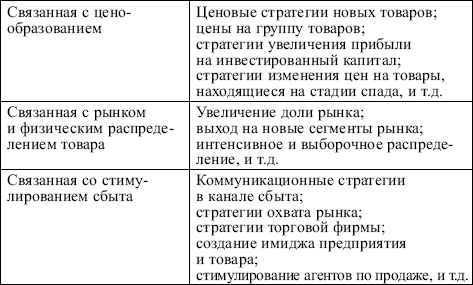 Связанная с цено-
образованием
Ценовые стратегии новых товаров;
цены на группу товаров;
стратегии увеличения прибыли
на инвестированный капитал;
стратегии изменения цен на товары,
находящиеся на стадии спада, и т.д.
Связанная с рынком
и физическим распреде-
лением товара
Увеличение доли рынка;
выход на новые сегменты рынка;
интенсивное и выборочное распреде-
ление, и т.д.
Связанная со стиму-
лированием сбыта
Коммуникационные стратегии
в канале сбыта;
стратегии охвата рынка;
стратегии торговой фирмы;
создание имиджа предприятия
и товара;
стимулирование агентов по продаже, и т.д.